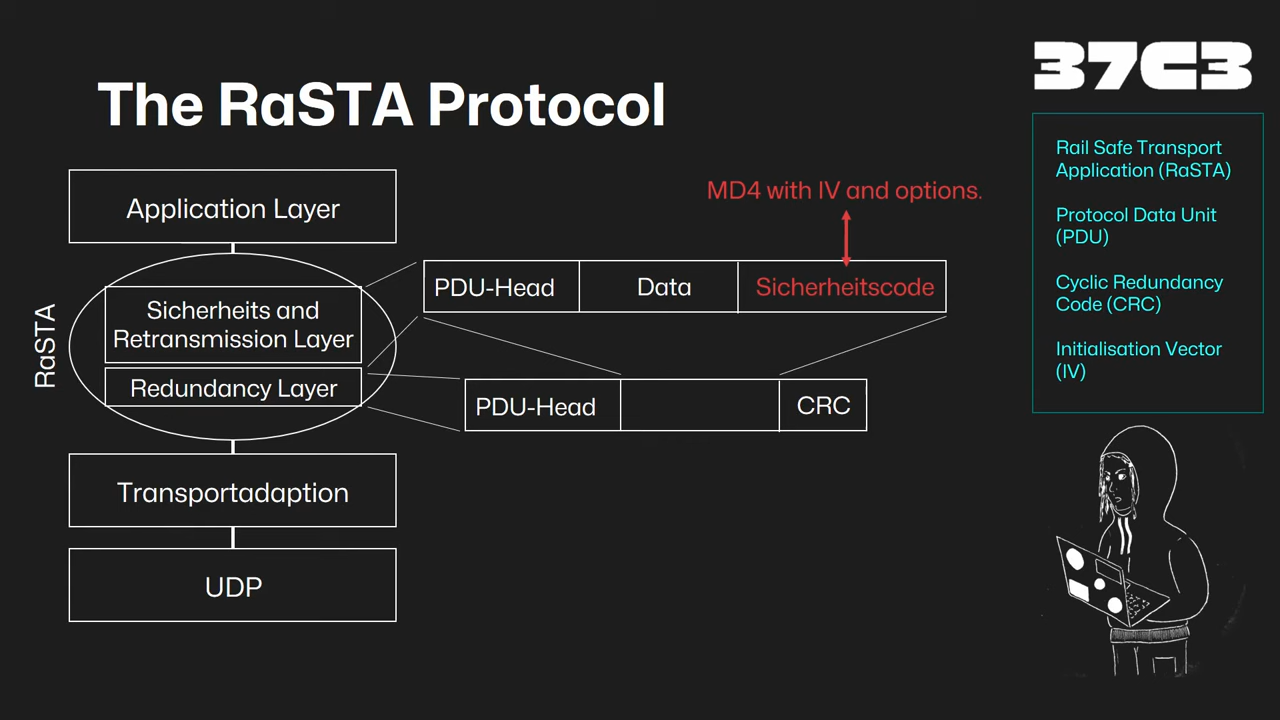 37C3
The RaSTA Protocol
Rail Safe Transport
Application (RaSTA)
Protocol Data Unit
(PDU)
Cyclic Redundancy
Code (CRC)
Initialisation Vector
(IV)
Application Layer
MD4 with IV and options.
RaSTA
Sicherheits and
Retransmission Layer
Redundancy Layer
PDU-Head
Data
Sicherheitscode
PDU-Head
CRC
Transportadaption
UDP